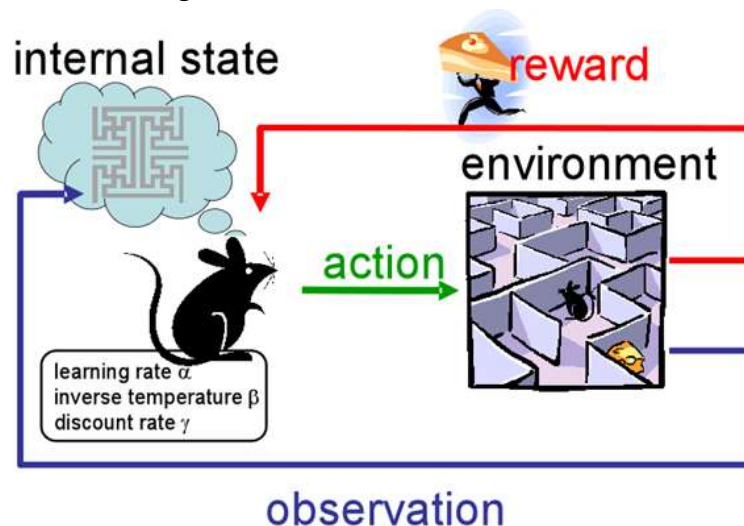 internal state
reward
environment
action
learning rate α
inverse temperature β
discount rate γ
observation